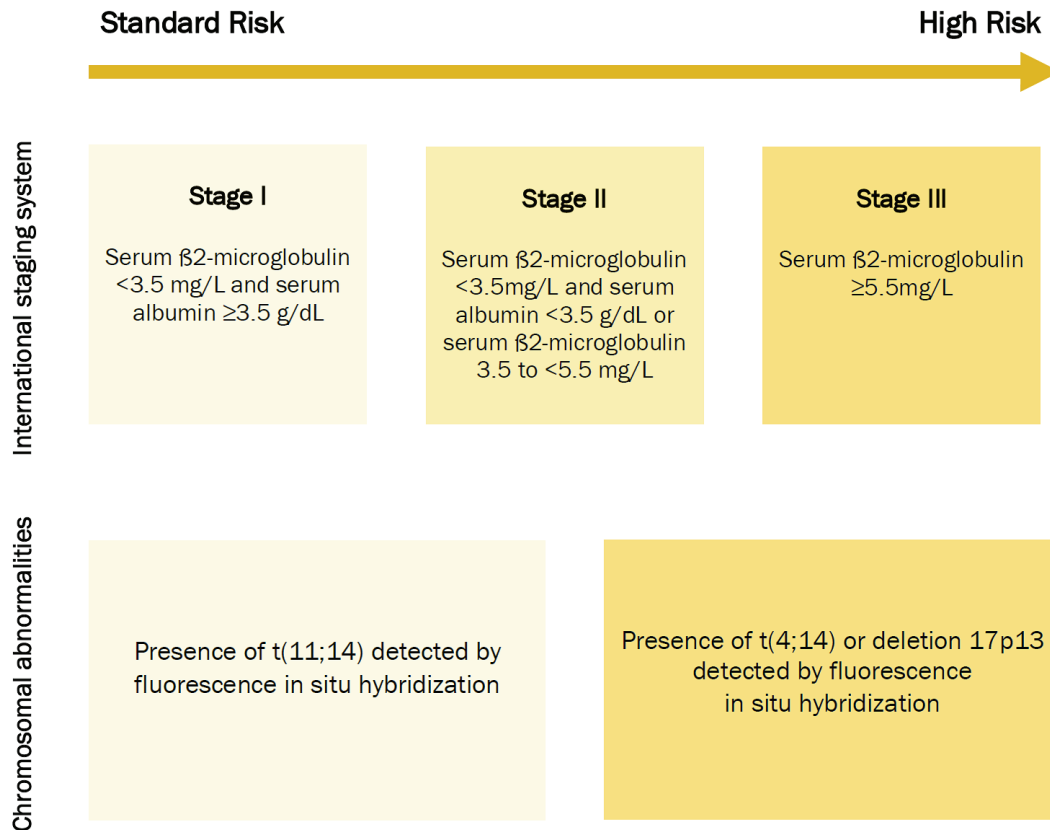 Standard Risk
High Risk
International staging system
Stage I
Serum ß2-microglobulin
<3.5 mg/L and serum
albumin ≥3.5 g/dL
Stage II
Serum ß2-microglobulin
<3.5mg/L and serum
albumin <3.5 g/dL or
serum ß2-microglobulin
3.5 to <5.5 mg/L
Stage III
Serum ß2-microglobulin
≥5.5mg/L
Chromosomal abnormalities
Presence of t(11;14) detected by
fluorescence in situ hybridization
Presence of t(4;14) or deletion 17p13
detected by fluorescence
in situ hybridization